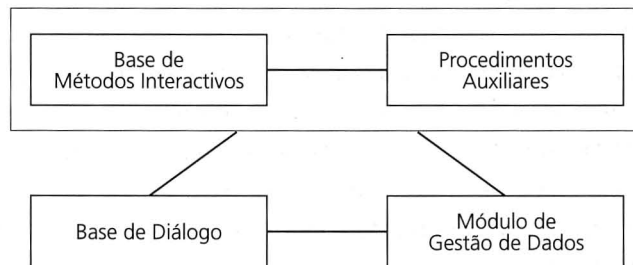 Base de
Métodos Interactivos
Procedimentos
Auxiliares
Base de Diálogo
Módulo de
Gestão de Dados